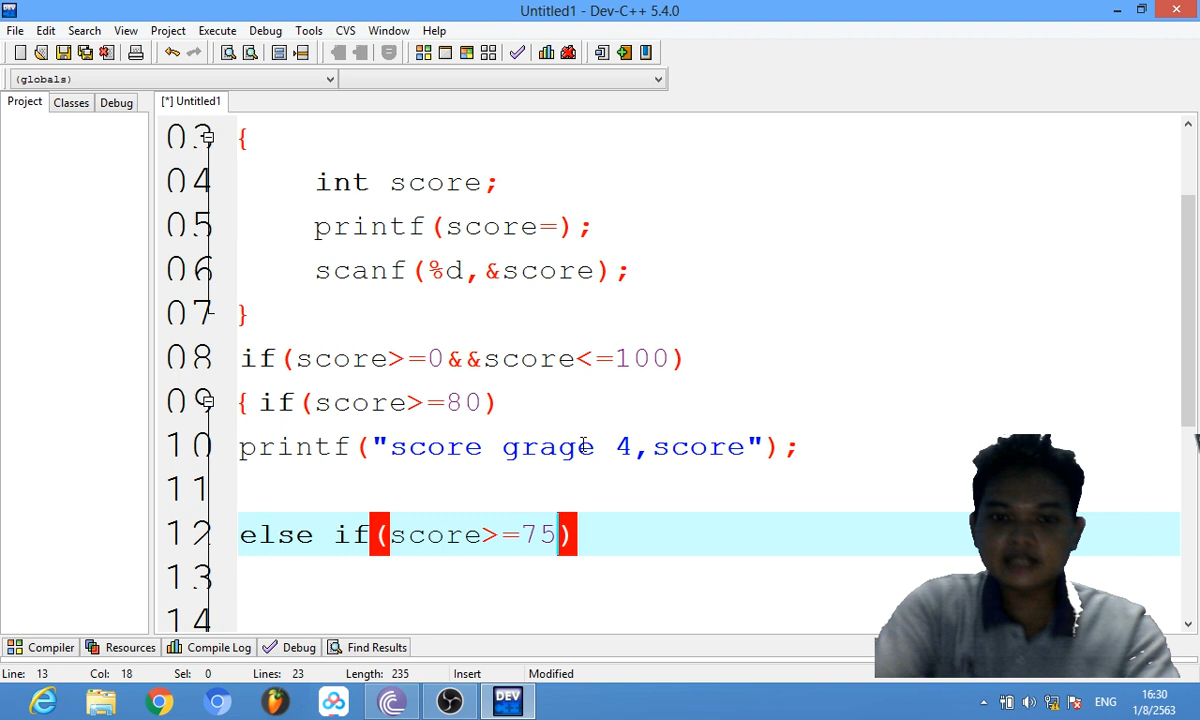 Untitled1 - Dev-C++ 5.4.0
File Edit Search View Project Execute Debug Tools CVS Window Help
(globals)
Project Classes Debug [*] Untitled1
03 {
04 int score;
05 printf(score=);
06 scanf(%d,&score);
07 }
08 if(score>=0&&score<=100)
09 { if(score>=80)
10 printf("score grage 4,score");
11
12 else if(score>=75)
13
14
Compiler Resources Compile Log Debug Find Results
Line: 13 Col: 18 Sel: 0 Lines: 23 Length: 235 Insert Modified
DEV
ENG
16:30
1/8/2563